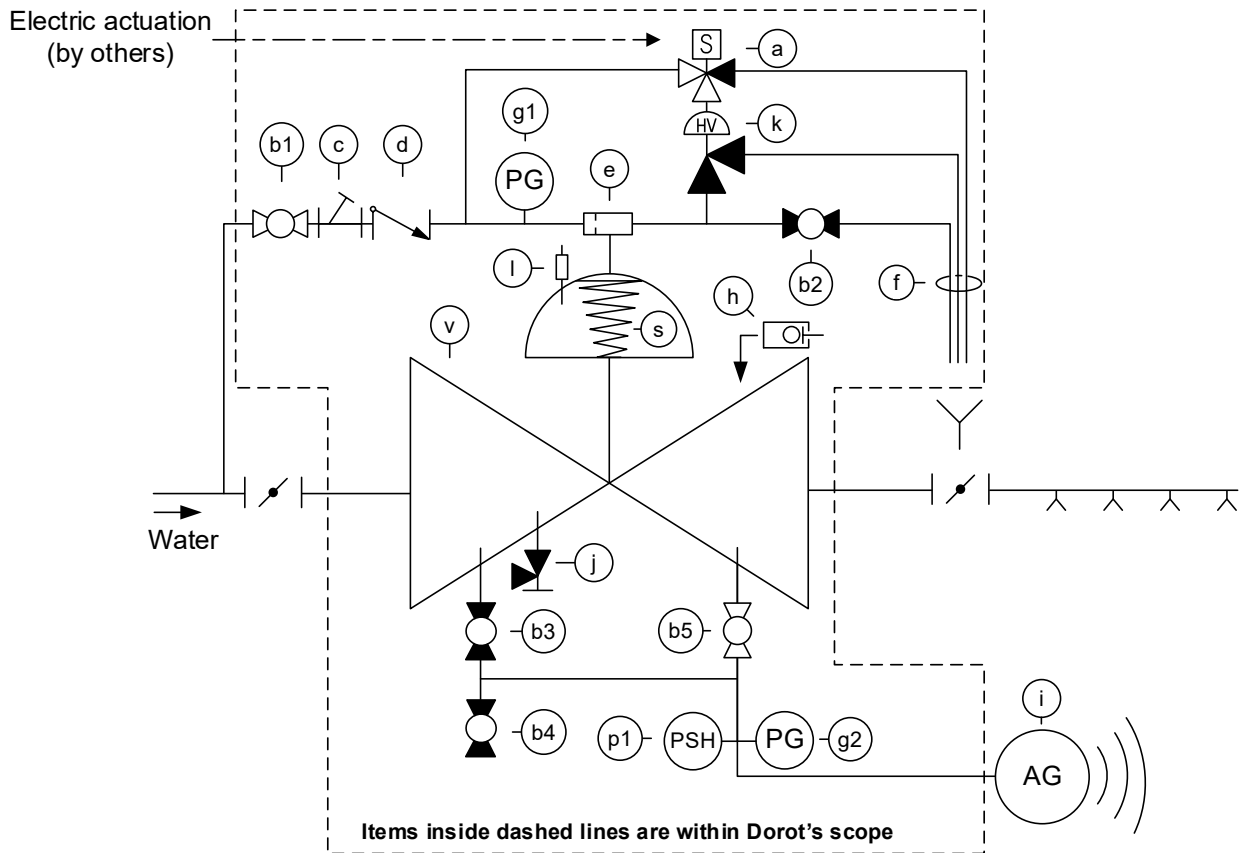 Electric actuation
(by others)
S
a
g1
HV
k
b1
c
d
PG
e
l
b2
f
h
s
v
Water
j
b3
b5
i
b4
p1
PSH
PG
g2
AG
Items inside dashed lines are within Dorot’s scope